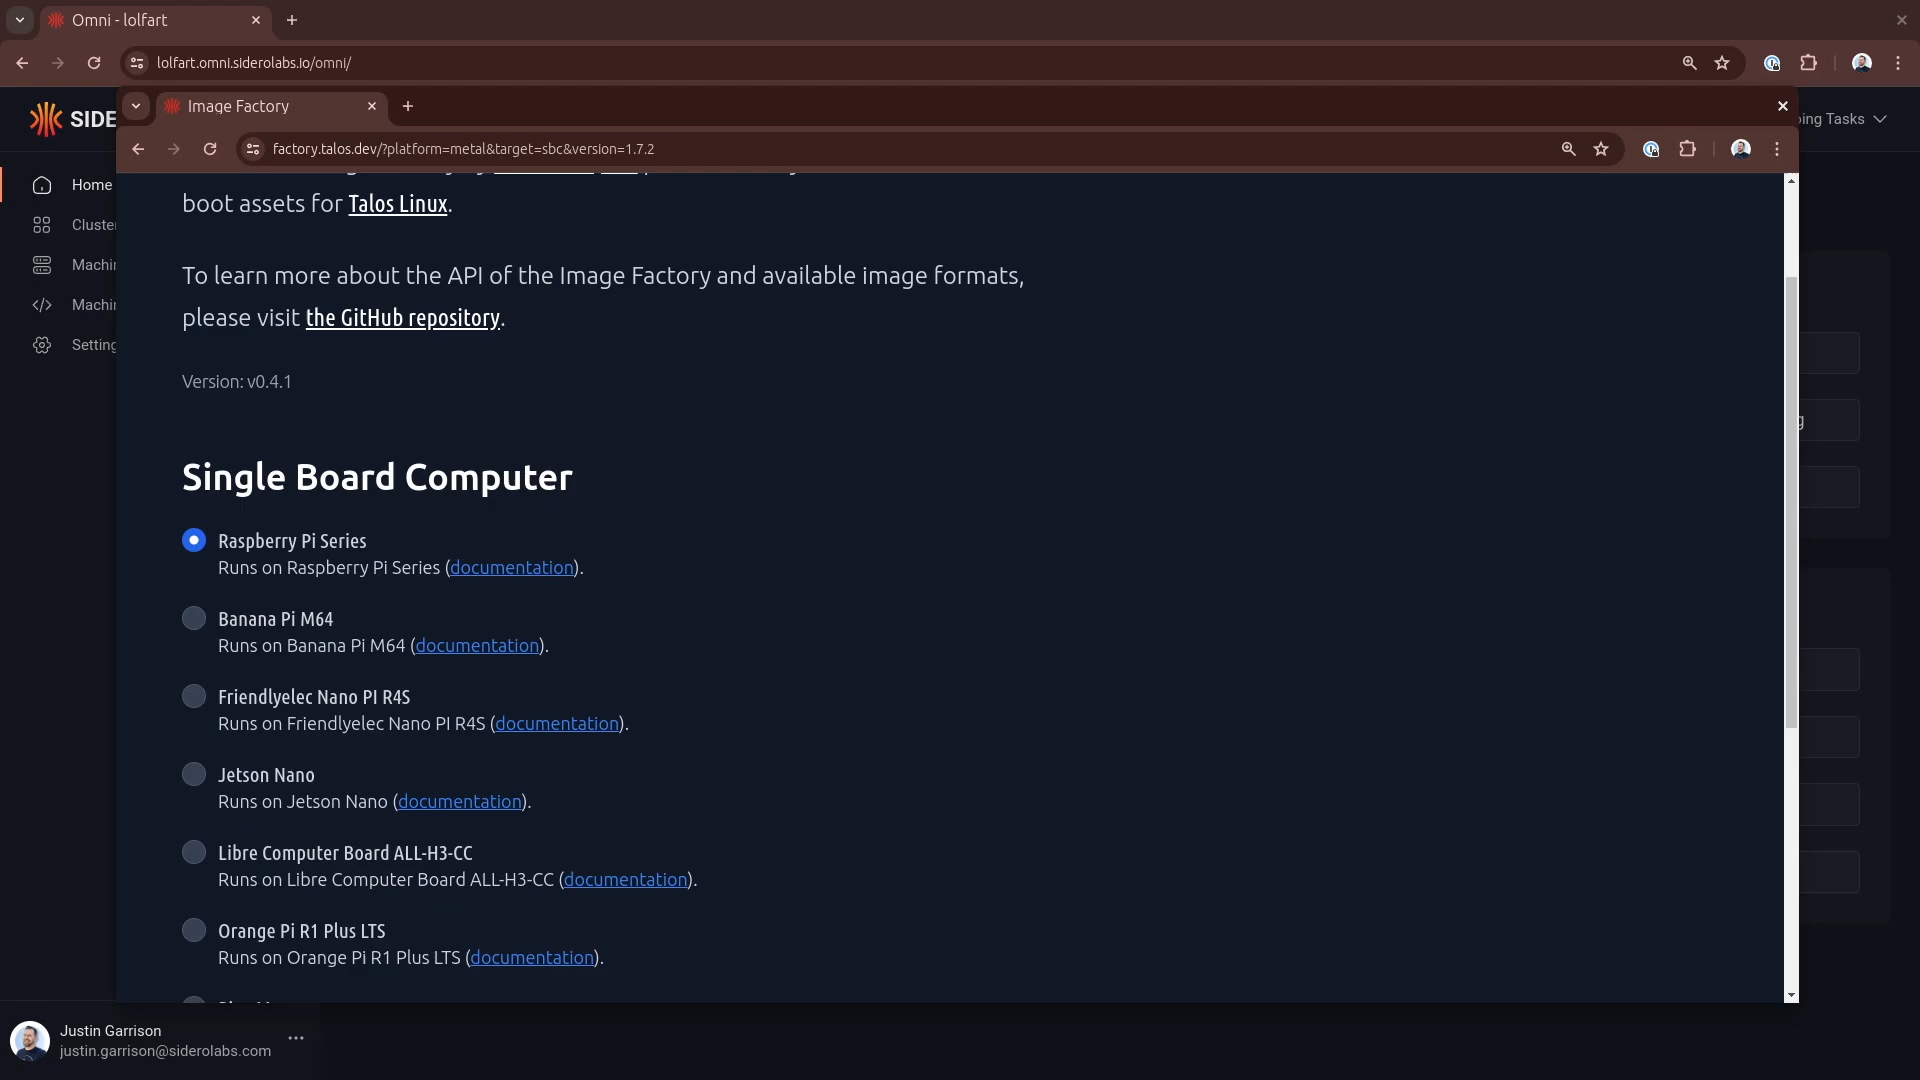 Omni - lolfart
lolfart.omni.siderolabs.io/omni/
SIDE
Image Factory
ing Tasks
factory.talos.dev/?platform=metal&target=sbc&version=1.7.2
Home
Cluste
Machi
Machi
Setting
boot assets for Talos Linux.
To learn more about the API of the Image Factory and available image formats,
please visit the GitHub repository.
Version: v0.4.1
Single Board Computer
Raspberry Pi Series
Runs on Raspberry Pi Series (documentation).
Banana Pi M64
Runs on Banana Pi M64 (documentation).
Friendlyelec Nano PI R4S
Runs on Friendlyelec Nano PI R4S (documentation).
Jetson Nano
Runs on Jetson Nano (documentation).
Libre Computer Board ALL-H3-CC
Runs on Libre Computer Board ALL-H3-CC (documentation).
Orange Pi R1 Plus LTS
Runs on Orange Pi R1 Plus LTS (documentation).
Justin Garrison
justin.garrison@siderolabs.com